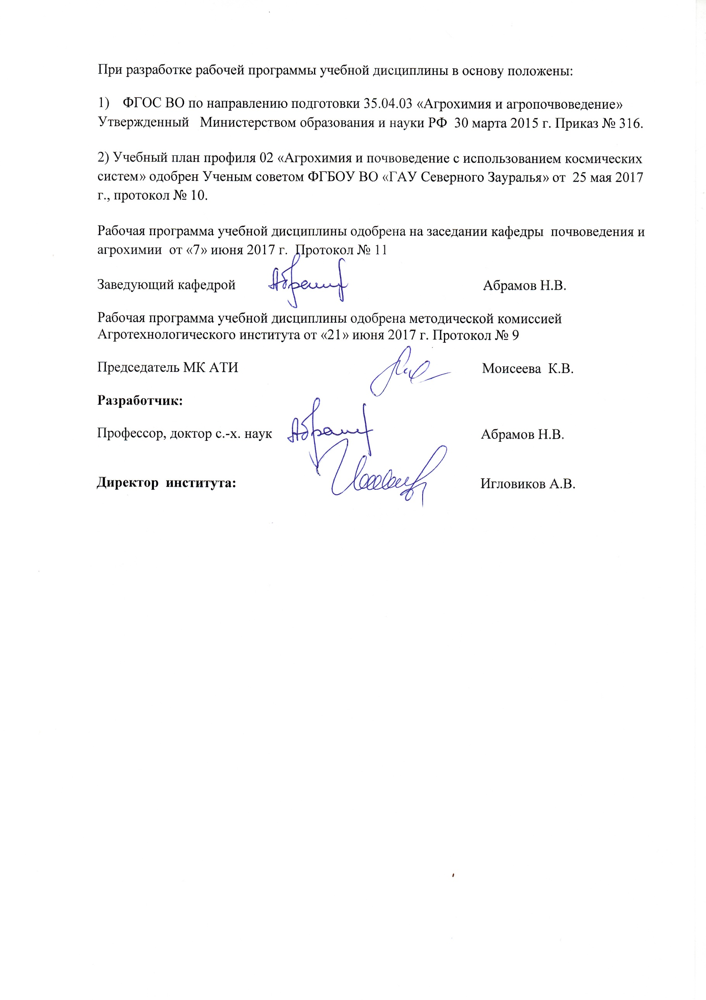 При разработке рабочей программы учебной дисциплины в основу положены:
1) ФГОС ВО по направлению подготовки 35.04.03 «Агрохимия и агропочвоведение»
Утвержденный Министерством образования и науки РФ 30 марта 2015 г. Приказ № 316.
2) Учебный план профиля 02 «Агрохимия и почвоведение с использованием космических
систем» одобрен Ученым советом ФГБОУ ВО «ГАУ Северного Зауралья» от 25 мая 2017
г., протокол № 10.
Рабочая программа учебной дисциплины одобрена на заседании кафедры почвоведения и
агрохимии от «7» июня 2017 г. Протокол № 11
Заведующий кафедрой Абрамов Н.В.
Рабочая программа учебной дисциплины одобрена методической комиссией
Агротехнологического института от «21» июня 2017 г. Протокол № 9
Председатель МК АТИ Моисеева К.В.
Разработчик:
Профессор, доктор с.-х. наук Абрамов Н.В.
Директор института: Игловиков А.В.